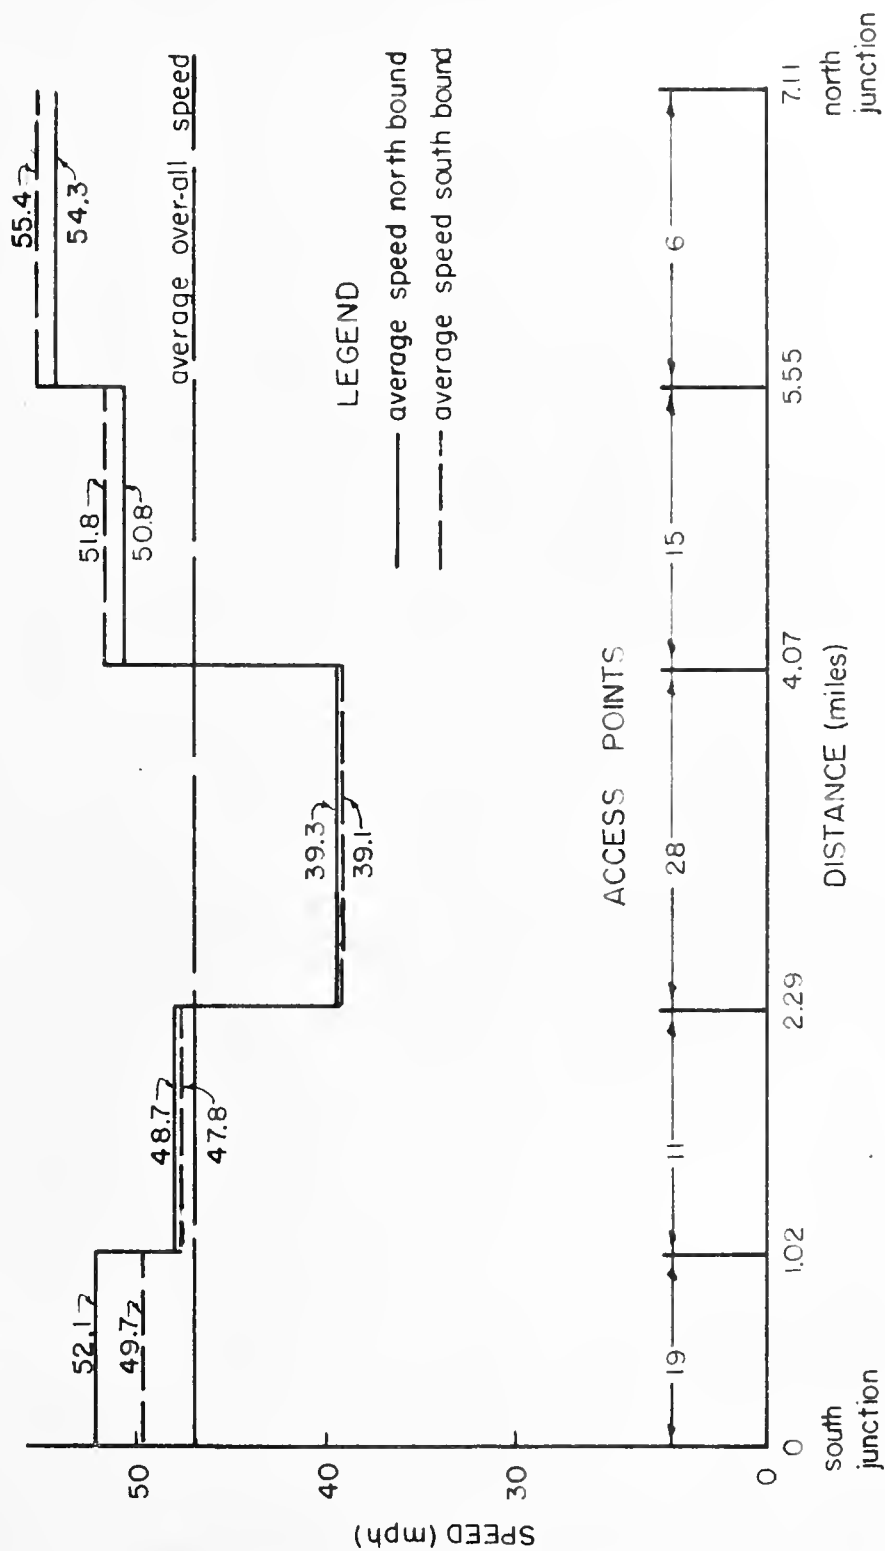 SPEED (mph)
50
40
30
0
52.1
49.7
48.7
47.8
39.3
39.1
51.8
50.8
55.4
54.3
average over-all speed
LEGEND
average speed north bound
average speed south bound
ACCESS POINTS
19
11
28
15
6
0
1.02
2.29
4.07
5.55
7.11
south
junction
DISTANCE (miles)
north
junction